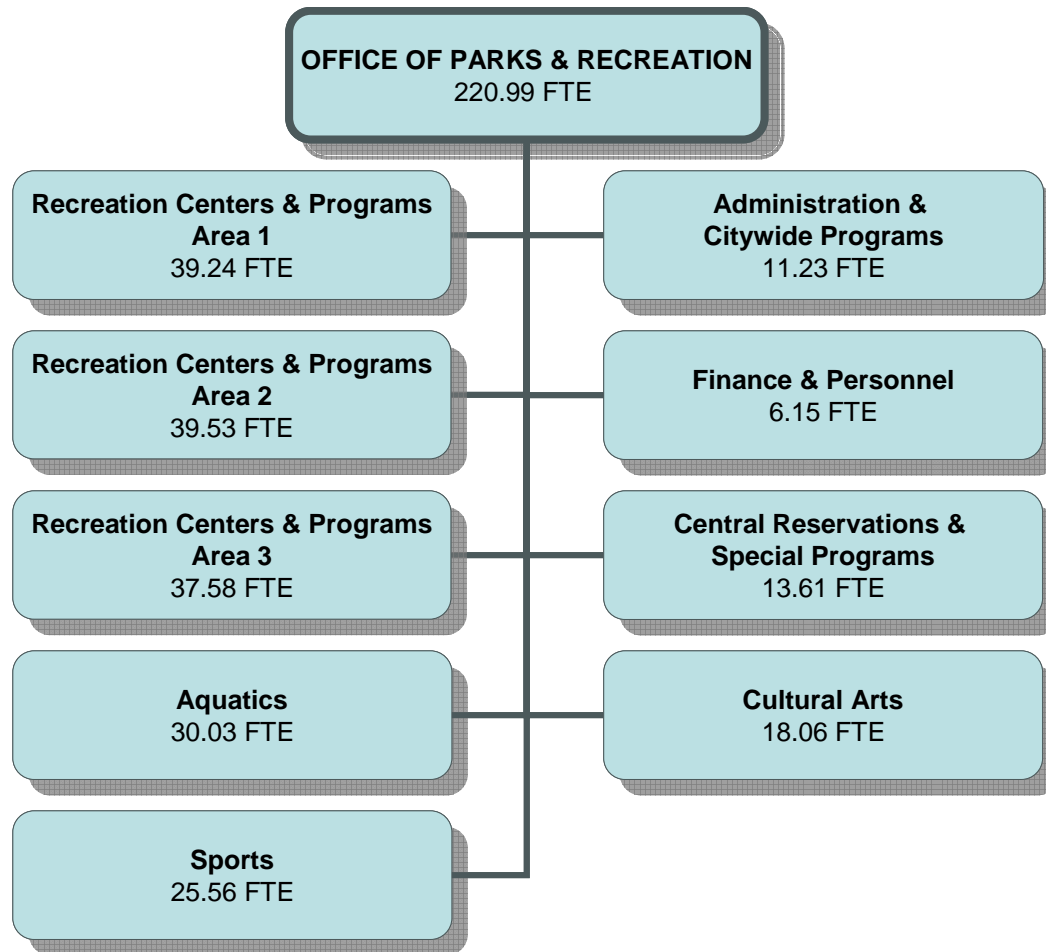 OFFICE OF PARKS & RECREATION
220.99 FTE
Recreation Centers & Programs
Area 1
39.24 FTE
Administration &
Citywide Programs
11.23 FTE
Recreation Centers & Programs
Area 2
39.53 FTE
Finance & Personnel
6.15 FTE
Recreation Centers & Programs
Area 3
37.58 FTE
Central Reservations &
Special Programs
13.61 FTE
Aquatics
30.03 FTE
Cultural Arts
18.06 FTE
Sports
25.56 FTE